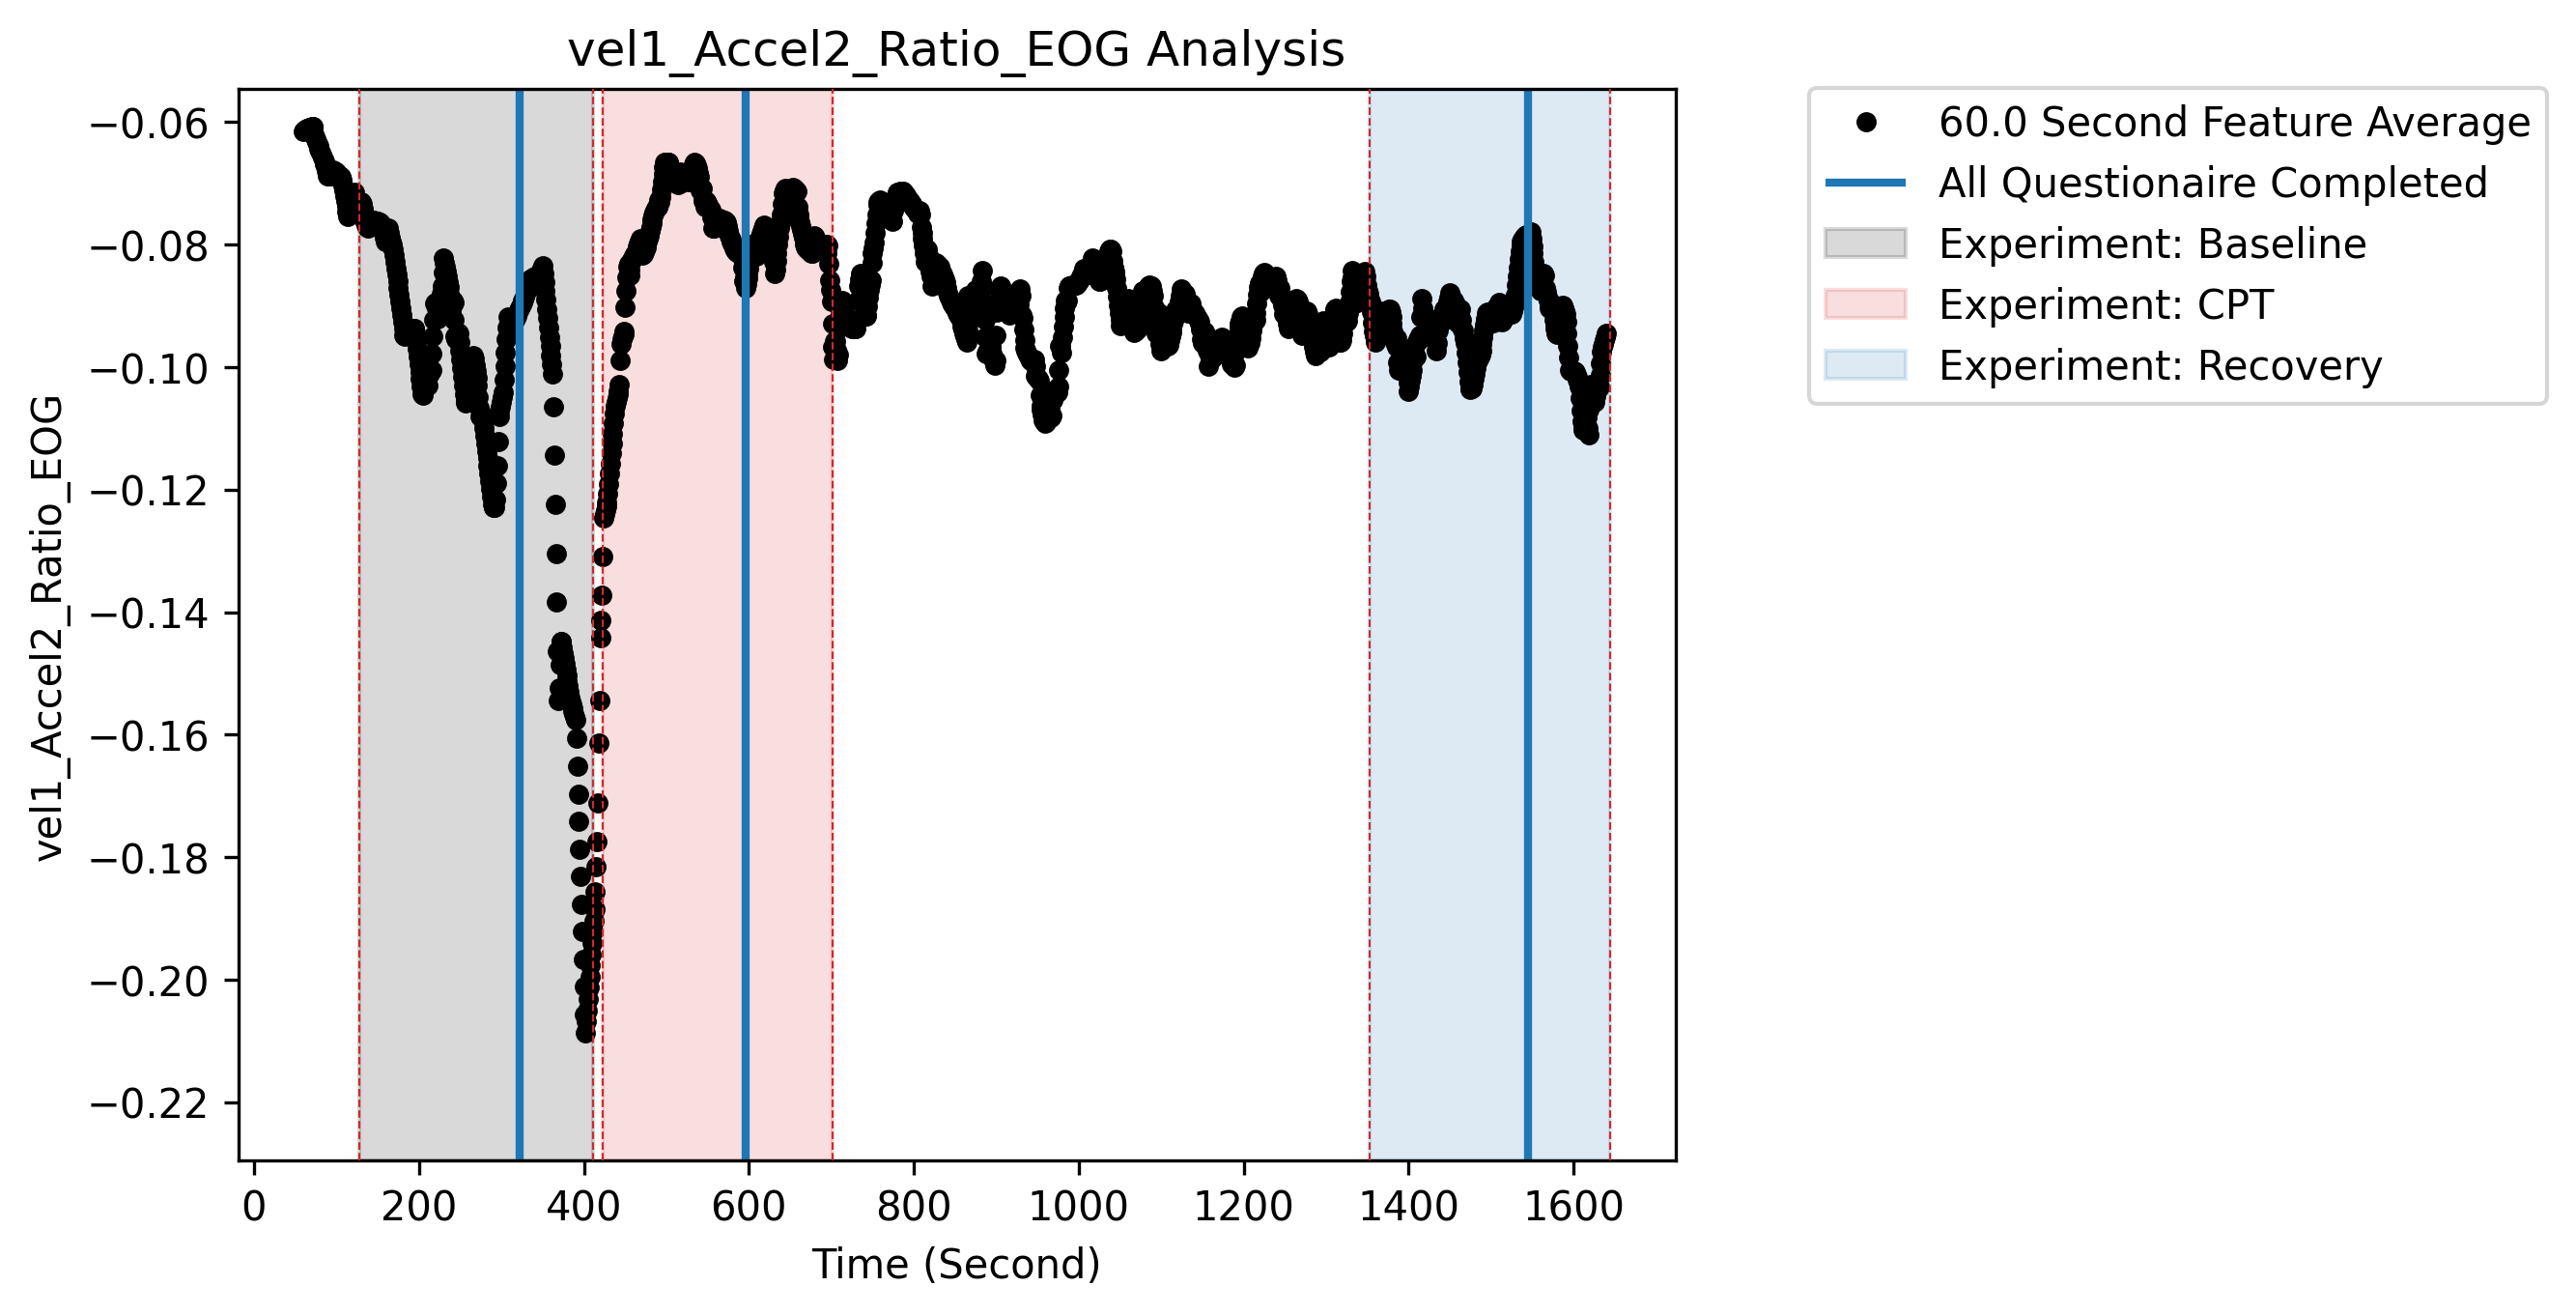 vel1_Accel2_Ratio_EOG Analysis
−0.06
−0.08
−0.10
−0.12
−0.14
−0.16
−0.18
−0.20
−0.22
vel1_Accel2_Ratio_EOG
0 200 400 600 800 1000 1200 1400 1600
Time (Second)
60.0 Second Feature Average
All Questionaire Completed
Experiment: Baseline
Experiment: CPT
Experiment: Recovery